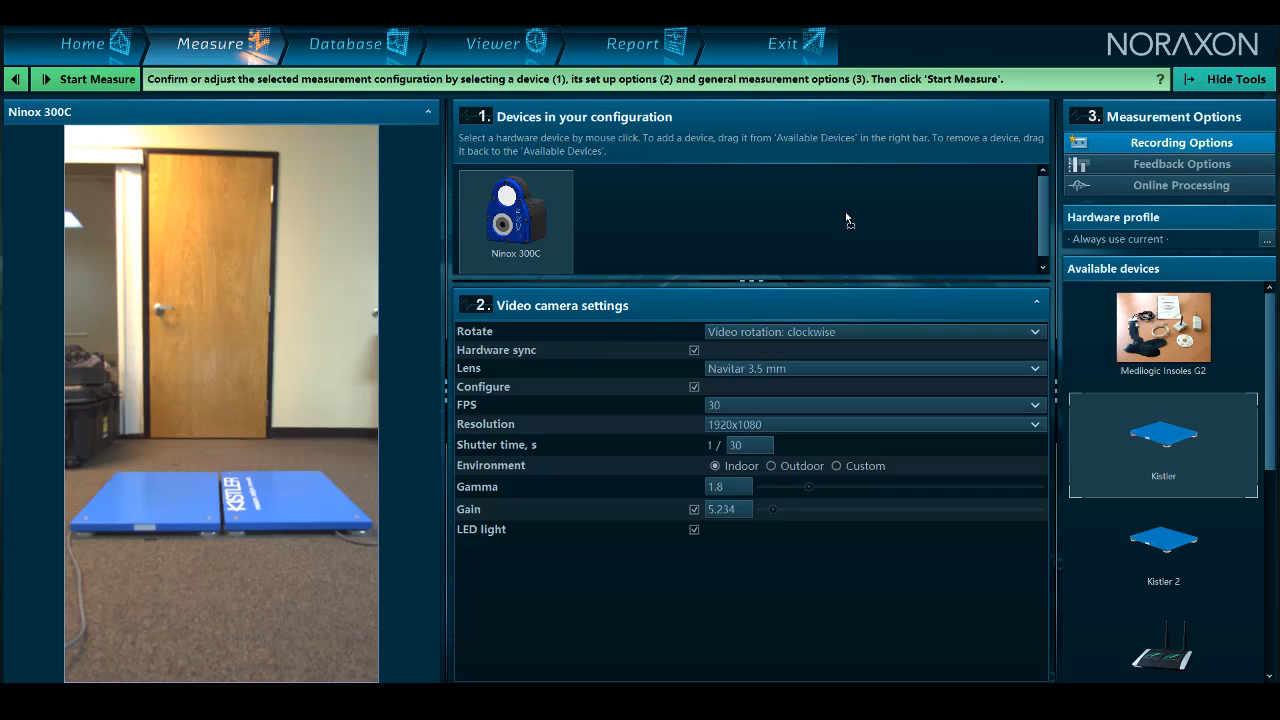 Home
Measure
Database
Viewer
Report
Exit
NORAXON
Start Measure
Confirm or adjust the selected measurement configuration by selecting a device (1), its set up options (2) and general measurement options (3). Then click 'Start Measure'.
?
Hide Tools
Ninox 300C
KISTLER
1. Devices in your configuration
Select a hardware device by mouse click. To add a device, drag it from 'Available Devices' in the right bar. To remove a device, drag
it back to the 'Available Devices'.
Ninox 300C
2. Video camera settings
Rotate Video rotation: clockwise
Hardware sync
Lens Navitar 3.5 mm
Configure
FPS 30
Resolution 1920x1080
Shutter time, s 1 / 30
Environment Indoor Outdoor Custom
Gamma 1.8
Gain 5.234
LED light
3. Measurement Options
Recording Options
Feedback Options
Online Processing
Hardware profile
· Always use current · ...
Available devices
Medilogic Insoles G2
Kistler
Kistler 2